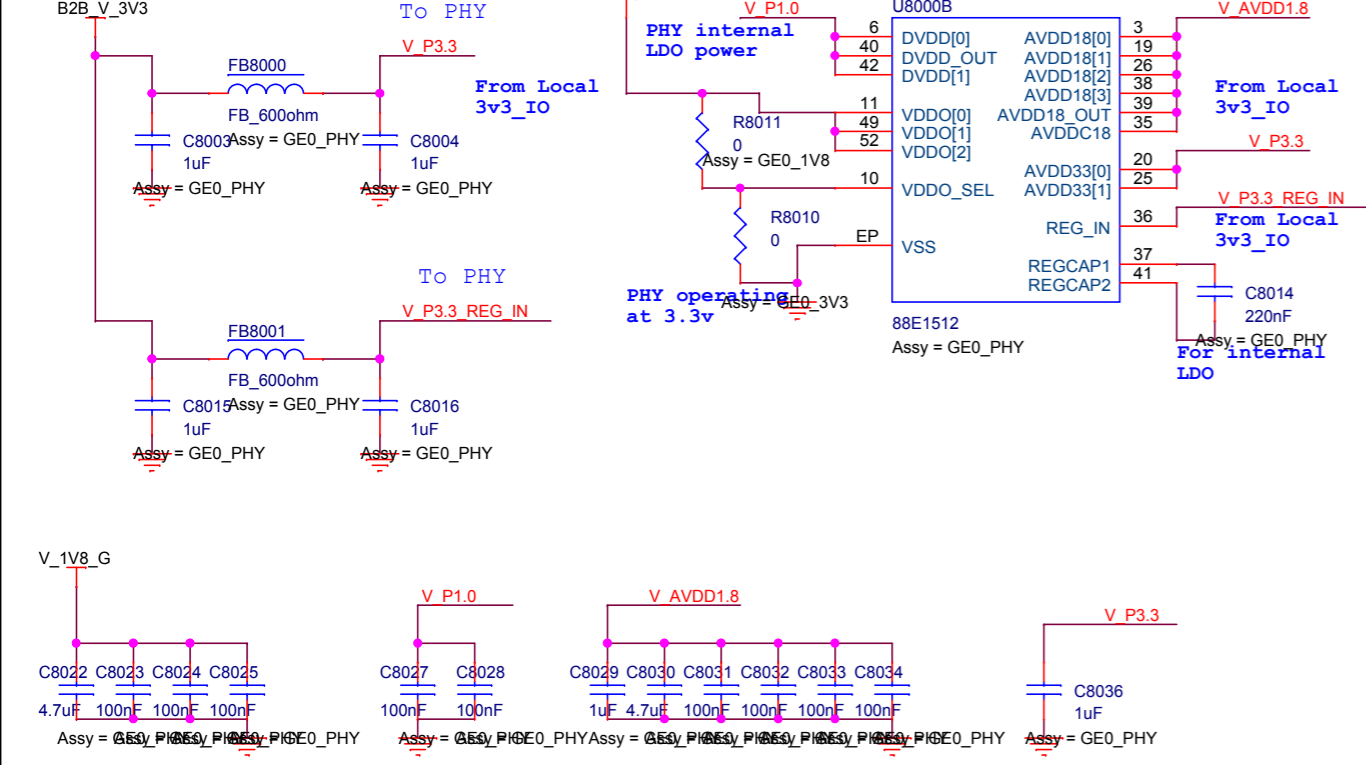 B2B_V_3V3
To PHY
V_P3.3
FB8000
FB_600ohm
Assy = GE0_PHY
From Local
3v3_IO
C8003
1uF
Assy = GE0_PHY
C8004
1uF
Assy = GE0_PHY
To PHY
V_P3.3_REG_IN
FB8001
FB_600ohm
Assy = GE0_PHY
C8015
1uF
Assy = GE0_PHY
C8016
1uF
Assy = GE0_PHY
V_P1.0
PHY internal
LDO power
R8011
0
Assy = GE0_1V8
R8010
0
Assy = GE0_3V3
PHY operating
at 3.3v
U8000B
6 DVDD[0]
40 DVDD_OUT
42 DVDD[1]
11 VDDO[0]
49 VDDO[1]
52 VDDO[2]
10 VDDO_SEL
EP VSS
AVDD18[0] 3
AVDD18[1] 19
AVDD18[2] 26
AVDD18[3] 38
AVDD18_OUT 39
AVDDC18 35
AVDD33[0] 20
AVDD33[1] 25
REG_IN 36
REGCAP1 37
REGCAP2 41
88E1512
Assy = GE0_PHY
V_AVDD1.8
From Local
3v3_IO
V_P3.3
V_P3.3_REG_IN
From Local
3v3_IO
C8014
220nF
Assy = GE0_PHY
For internal
LDO
V_1V8_G
C8022 C8023 C8024 C8025
4.7uF 100nF 100nF 100nF
Assy = GE0_PHY
V_P1.0
C8027 C8028
100nF 100nF
Assy = GE0_PHY
V_AVDD1.8
C8029 C8030 C8031 C8032 C8033 C8034
1uF 4.7uF 100nF 100nF 100nF 100nF
Assy = GE0_PHY
V_P3.3
C8036
1uF
Assy = GE0_PHY